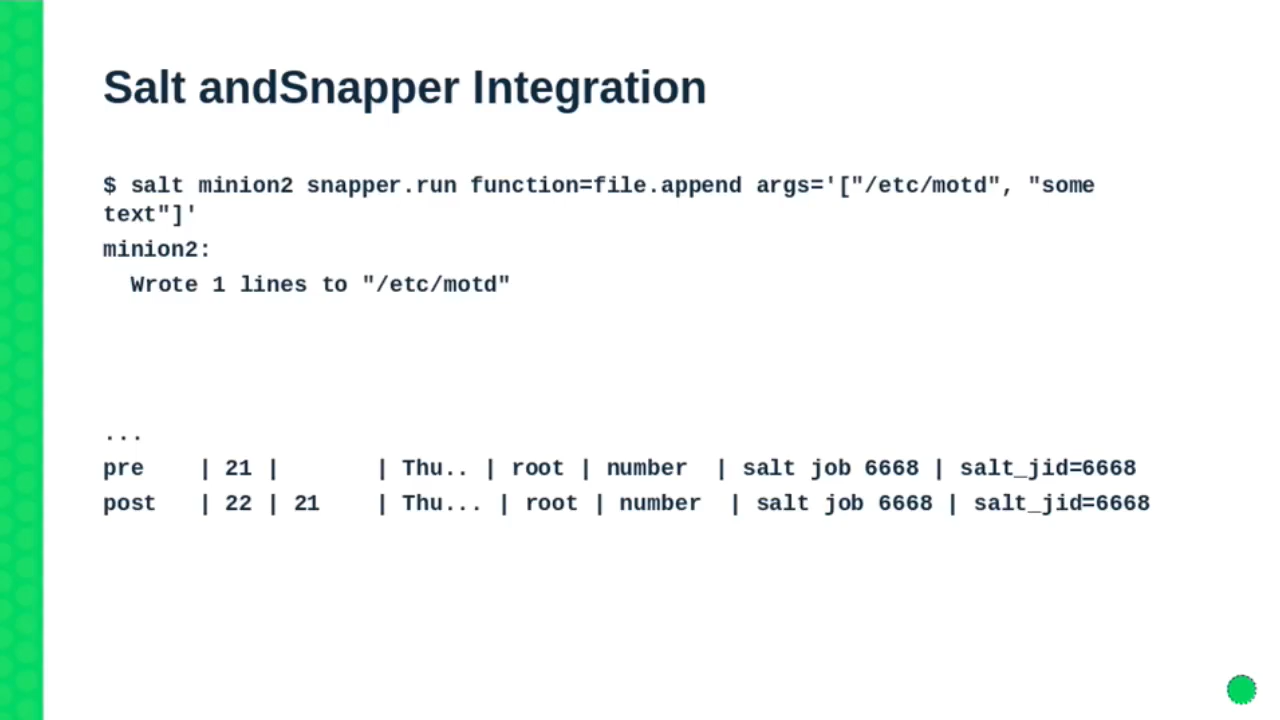 Salt andSnapper Integration
$ salt minion2 snapper.run function=file.append args='["/etc/motd", "some
text"]'
minion2:
  Wrote 1 lines to "/etc/motd"
...
pre    | 21 |       | Thu.. | root | number  | salt job 6668 | salt_jid=6668
post   | 22 | 21    | Thu... | root | number  | salt job 6668 | salt_jid=6668